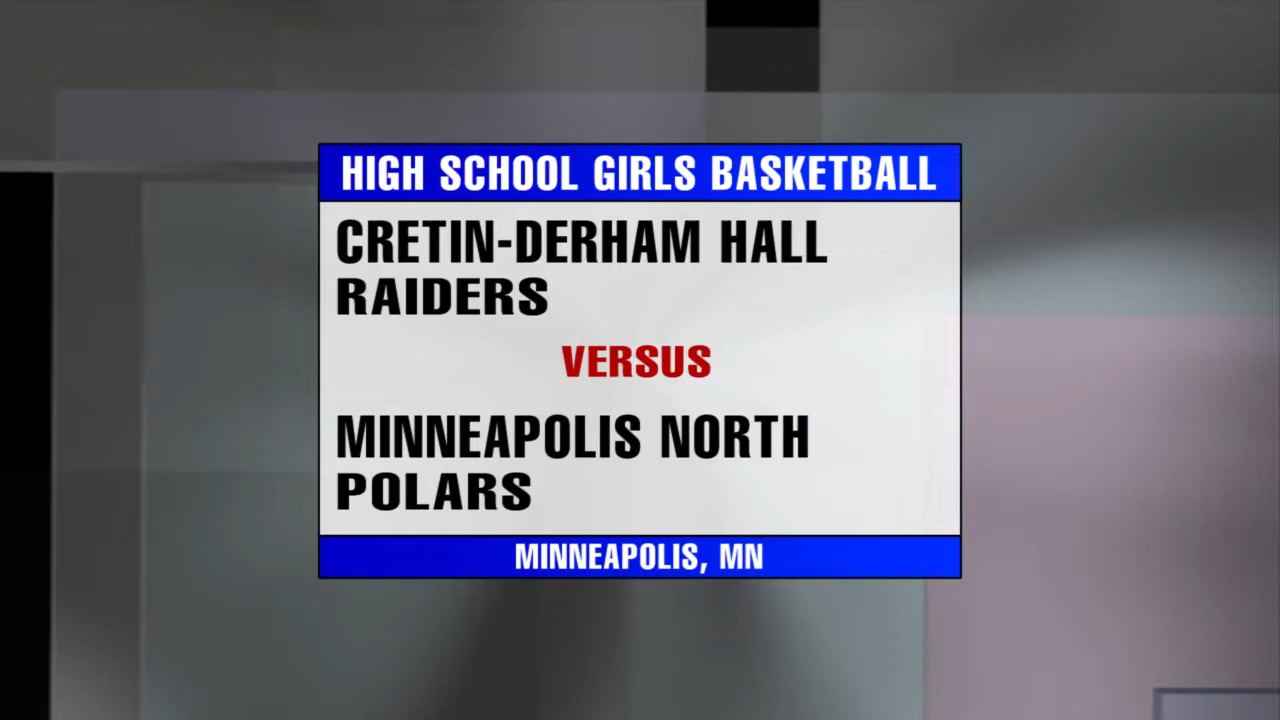 HIGH SCHOOL GIRLS BASKETBALL
CRETIN-DERHAM HALL
RAIDERS
VERSUS
MINNEAPOLIS NORTH
POLARS
MINNEAPOLIS, MN